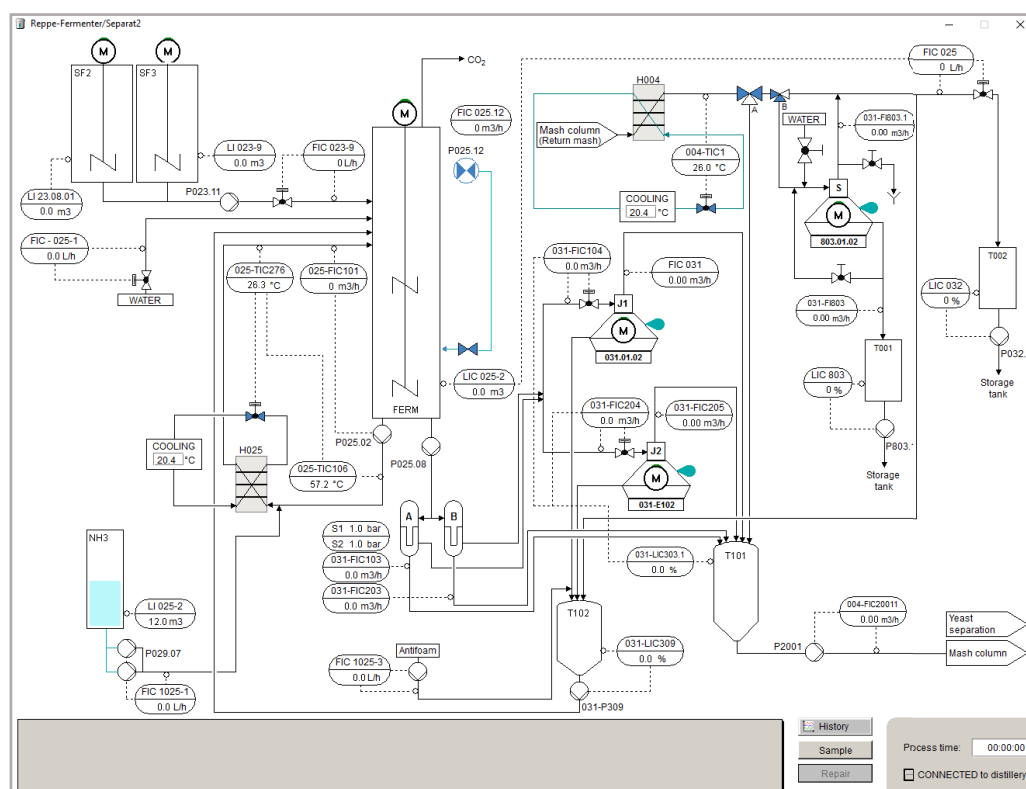 Reppe-Fermenter/Separat2
M
M
SF2
SF3
LI 023-9
0.0 m3
FIC 023-9
0 L/h
P023.11
LI 23.08.01
0.0 m3
FIC - 025-1
0.0 L/h
WATER
CO2
M
FIC 025.12
0 m3/h
P025.12
025-TIC276
26.3 °C
025-FIC101
0 m3/h
LIC 025-2
0.0 m3
FERM
P025.02
P025.08
COOLING
20.4 °C
H025
025-TIC106
57.2 °C
A
B
S1 1.0 bar
S2 1.0 bar
031-FIC103
0.0 m3/h
031-FIC203
0.0 m3/h
NH3
LI 025-2
12.0 m3
P029.07
FIC 1025-1
0.0 L/h
Antifoam
FIC 1025-3
0.0 L/h
T102
031-LIC309
0.0 %
031-P309
H004
Mash column
(Return mash)
004-TIC1
26.0 °C
COOLING
20.4 °C
A
B
FIC 025
0 L/h
WATER
031-FI803.1
0.00 m3/h
S
M
803.01.02
031-FI803
0.00 m3/h
T002
LIC 032
0 %
P032.
Storage
tank
T001
LIC 803
0 %
P803.
Storage
tank
031-FIC104
0.0 m3/h
FIC 031
0.00 m3/h
J1
M
031.01.02
031-FIC204
0.0 m3/h
031-FIC205
0.00 m3/h
J2
M
031-E102
031-LIC303.1
0.0 %
T101
004-FIC20011
0.00 m3/h
P2001
Yeast
separation
Mash column
History
Sample
Repair
Process time: 00:00:00
CONNECTED to distillery